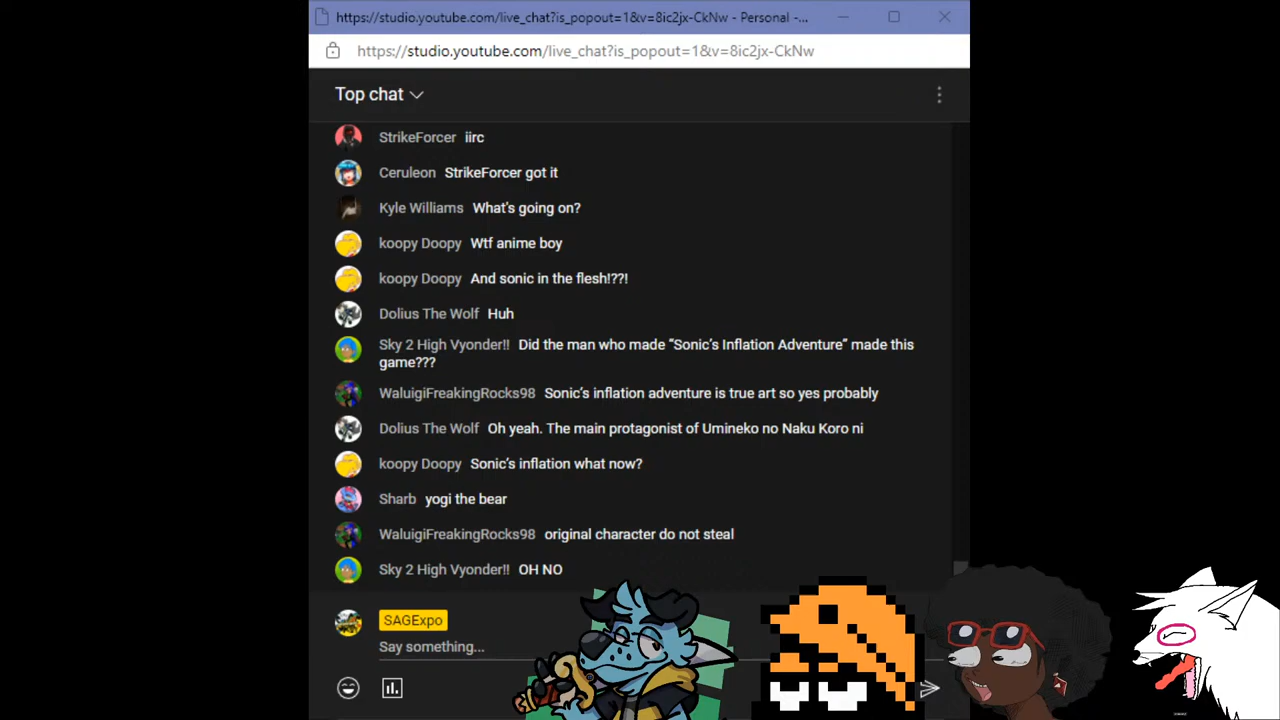 https://studio.youtube.com/live_chat?is_popout=1&v=8ic2jx-CkNw - Personal -...
https://studio.youtube.com/live_chat?is_popout=1&v=8ic2jx-CkNw
Top chat
StrikeForcer iirc
Ceruleon StrikeForcer got it
Kyle Williams What's going on?
koopy Doopy Wtf anime boy
koopy Doopy And sonic in the flesh!??!
Dolius The Wolf Huh
Sky 2 High Vyonder!! Did the man who made “Sonic’s Inflation Adventure” made this
game???
WaluigiFreakingRocks98 Sonic’s inflation adventure is true art so yes probably
Dolius The Wolf Oh yeah. The main protagonist of Umineko no Naku Koro ni
koopy Doopy Sonic’s inflation what now?
Sharb yogi the bear
WaluigiFreakingRocks98 original character do not steal
Sky 2 High Vyonder!! OH NO
SAGExpo
Say something...